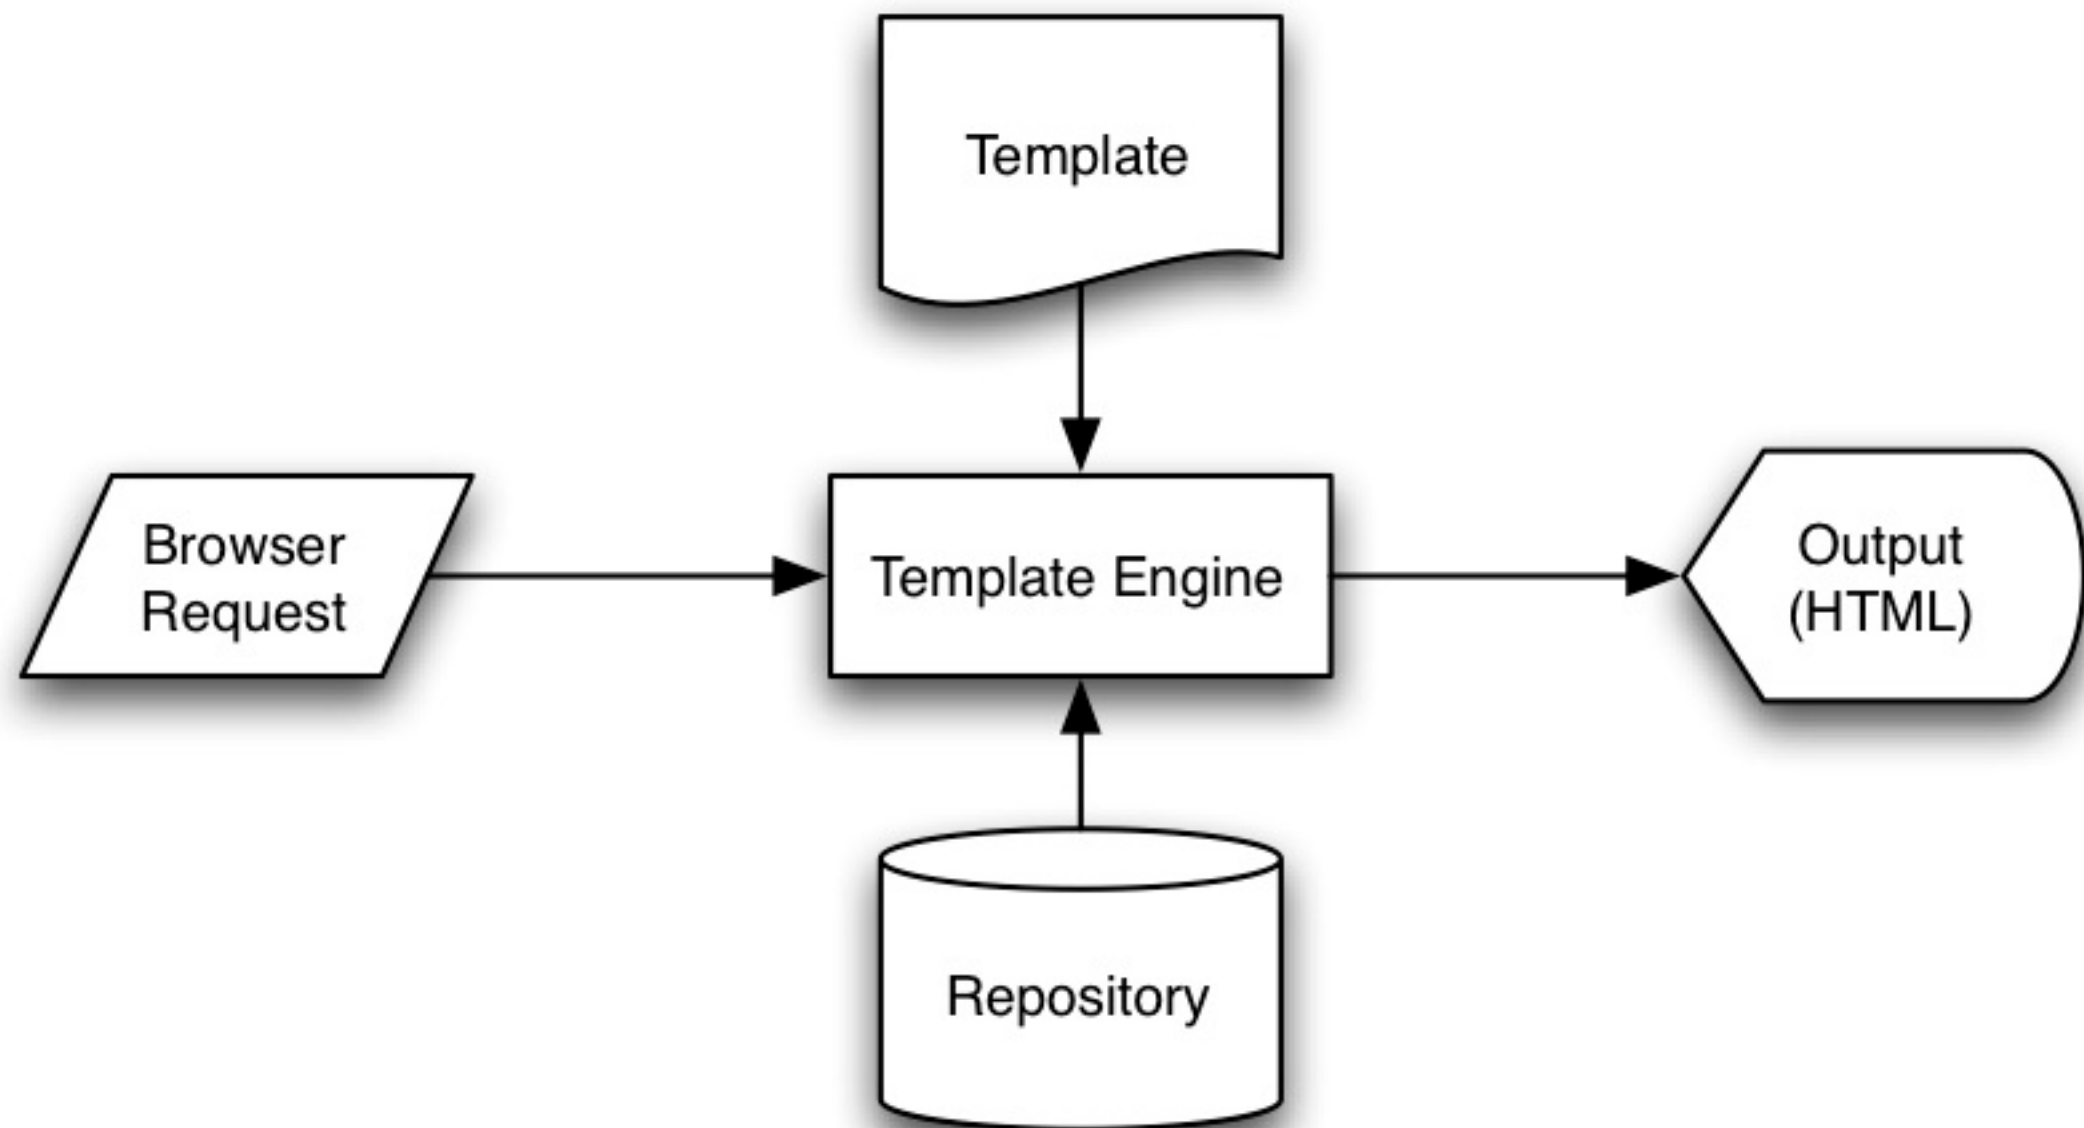 Template
Browser
Request
Template Engine
Output
(HTML)
Repository